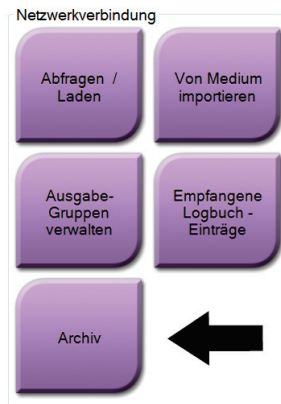 Netzwerkverbindung
Abfragen /
Laden
Von Medium
importieren
Ausgabe-
Gruppen
verwalten
Empfangene
Logbuch -
Einträge
Archiv